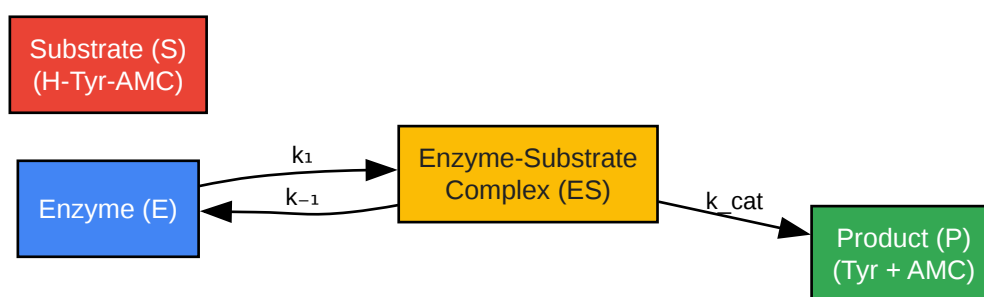 Substrate (S)
(H-Tyr-AMC)
Enzyme (E)
k₁
k₋₁
Enzyme-Substrate
Complex (ES)
k_cat
Product (P)
(Tyr + AMC)